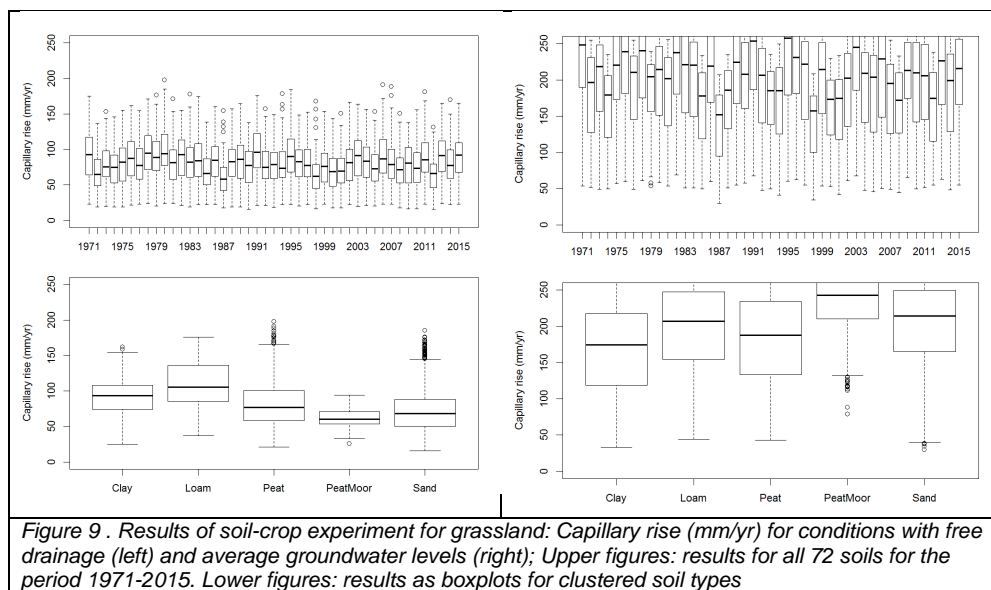 Capillary rise (mm/yr)
250
200
150
100
50
0
1971 1975 1979 1983 1987 1991 1995 1999 2003 2007 2011 2015
Capillary rise (mm/yr)
250
200
150
100
50
0
1971 1975 1979 1983 1987 1991 1995 1999 2003 2007 2011 2015
Capillary rise (mm/yr)
250
200
150
100
50
0
Clay Loam Peat PeatMoor Sand
Capillary rise (mm/yr)
250
200
150
100
50
0
Clay Loam Peat PeatMoor Sand
Figure 9 . Results of soil-crop experiment for grassland: Capillary rise (mm/yr) for conditions with free
drainage (left) and average groundwater levels (right); Upper figures: results for all 72 soils for the
period 1971-2015. Lower figures: results as boxplots for clustered soil types